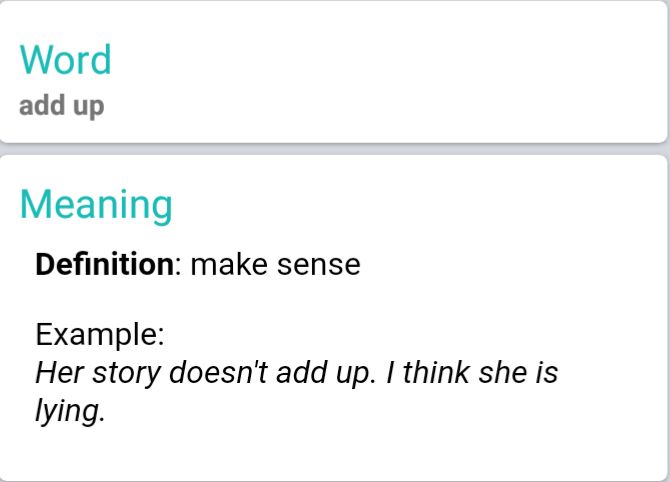 Word
add up
Meaning
Definition: make sense
Example:
Her story doesn't add up. I think she is
lying.